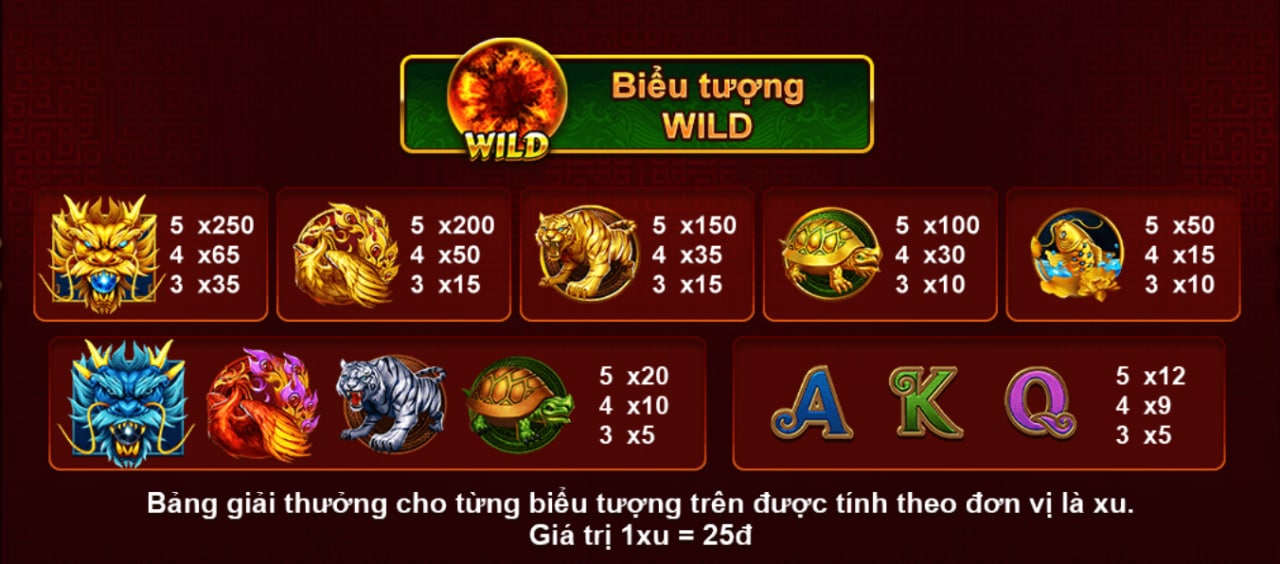 WILD
Biểu tượng
WILD
5 x250
4 x65
3 x35
5 x200
4 x50
3 x15
5 x150
4 x35
3 x15
5 x100
4 x30
3 x10
5 x50
4 x15
3 x10
5 x20
4 x10
3 x5
A K Q
5 x12
4 x9
3 x5
Bảng giải thưởng cho từng biểu tượng trên được tính theo đơn vị là xu.
Giá trị 1xu = 25đ